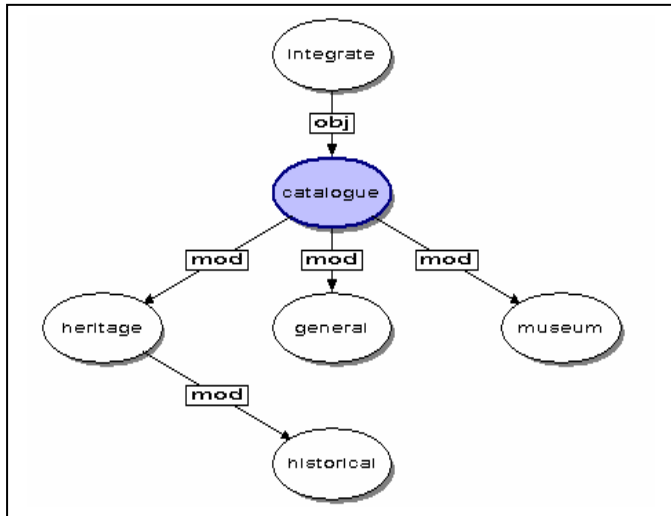 integrate
obj
catalogue
mod mod mod
heritage general museum
mod
historical